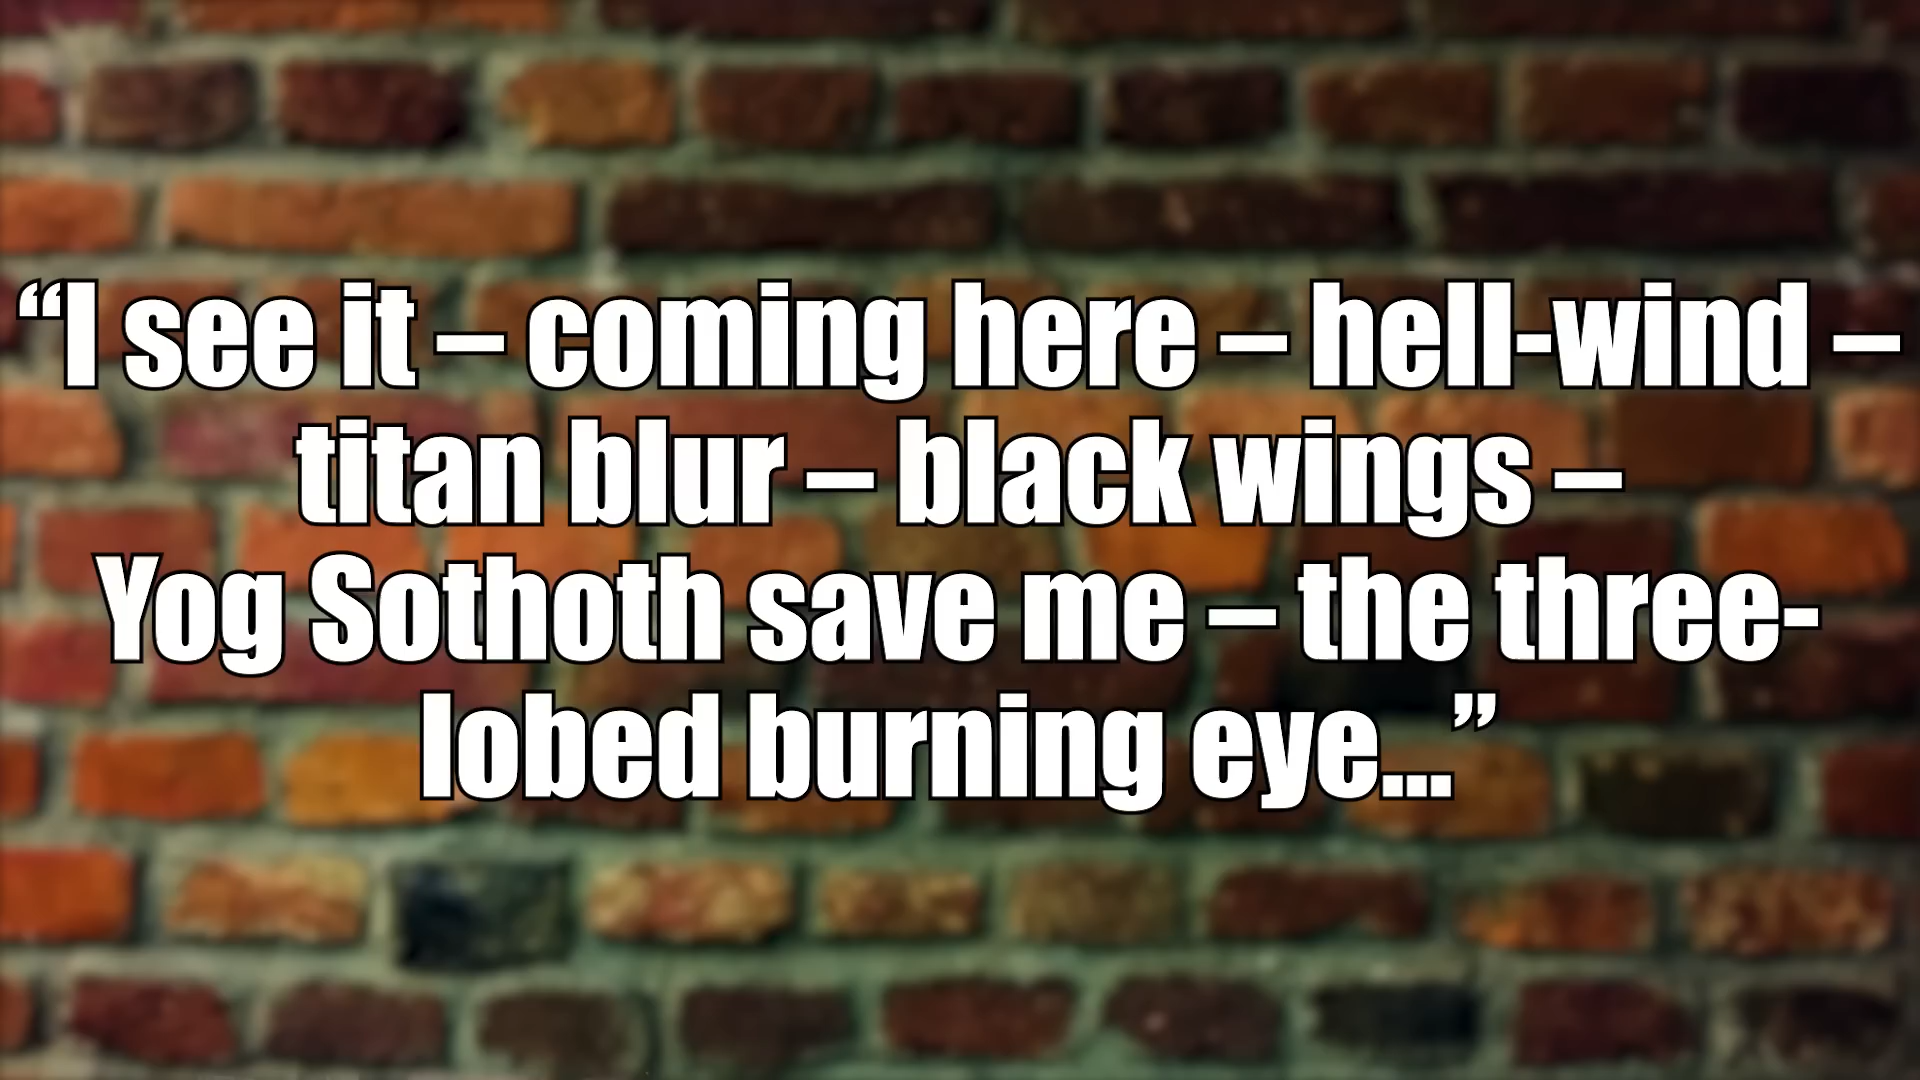 “I see it – coming here – hell-wind –
titan blur – black wings –
Yog Sothoth save me – the three-
lobed burning eye...”